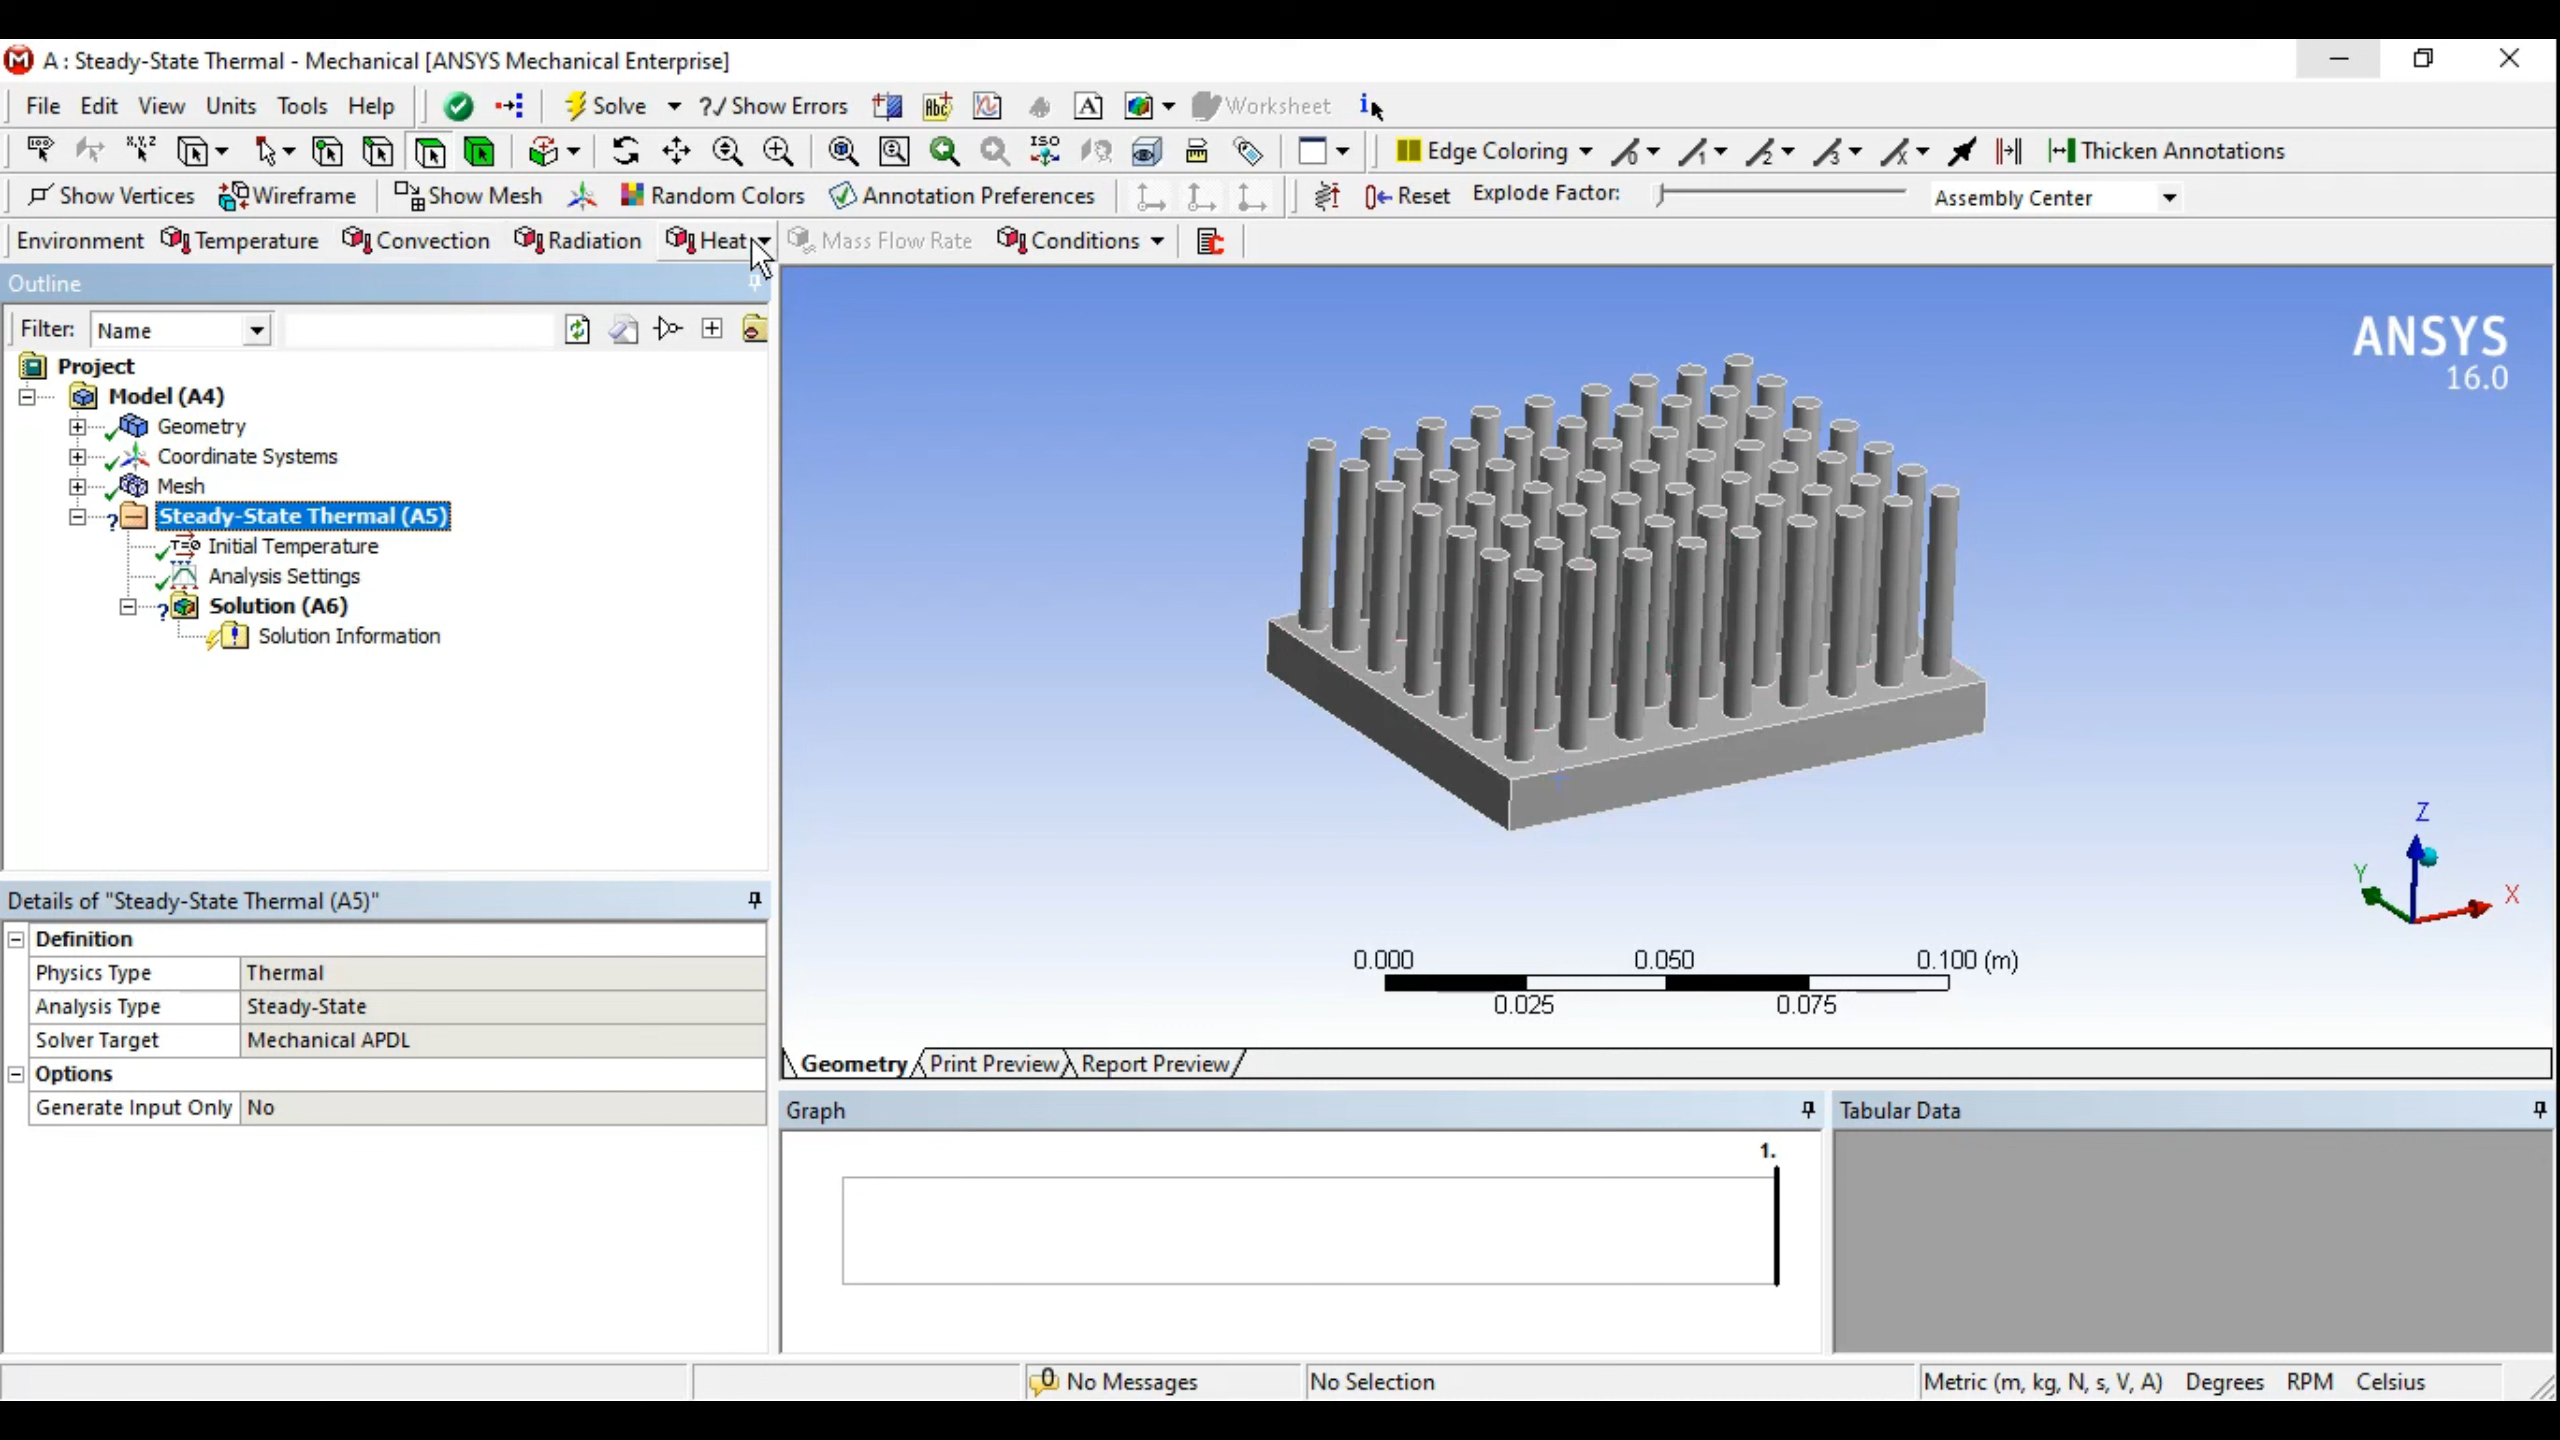 A : Steady-State Thermal - Mechanical [ANSYS Mechanical Enterprise]
File Edit View Units Tools Help Solve ?/ Show Errors Worksheet
ISO Edge Coloring Thicken Annotations
Show Vertices Wireframe Show Mesh Random Colors Annotation Preferences Reset Explode Factor: Assembly Center
Environment Temperature Convection Radiation Heat Mass Flow Rate Conditions
Outline
Filter: Name
Project
Model (A4)
Geometry
Coordinate Systems
Mesh
Steady-State Thermal (A5)
Initial Temperature
Analysis Settings
Solution (A6)
Solution Information
ANSYS
16.0
Z
Y
X
0.000 0.050 0.100 (m)
0.025 0.075
Geometry Print Preview Report Preview
Details of "Steady-State Thermal (A5)"
Definition
Physics Type Thermal
Analysis Type Steady-State
Solver Target Mechanical APDL
Options
Generate Input Only No
Graph
1.
Tabular Data
0 No Messages No Selection Metric (m, kg, N, s, V, A) Degrees RPM Celsius